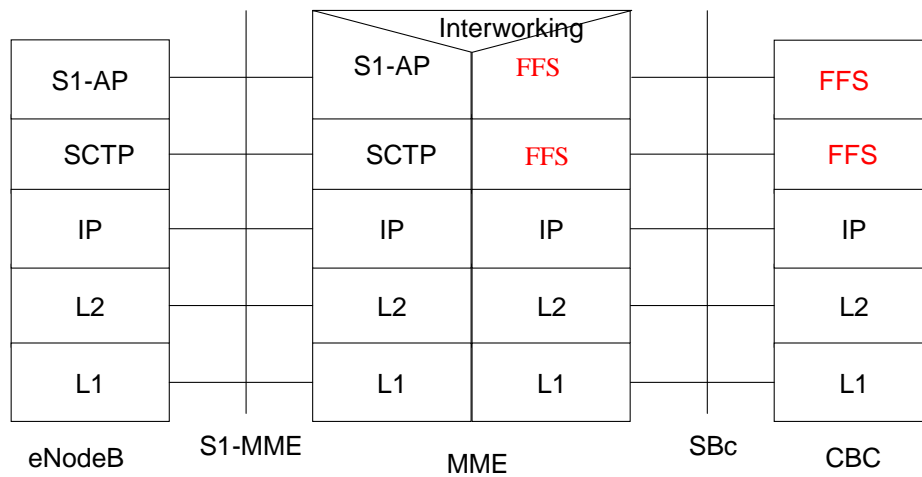 Interworking
S1-AP
S1-AP
FFS
FFS
SCTP
SCTP
FFS
FFS
IP
IP
IP
IP
L2
L2
L2
L2
L1
L1
L1
L1
eNodeB
S1-MME
MME
SBc
CBC